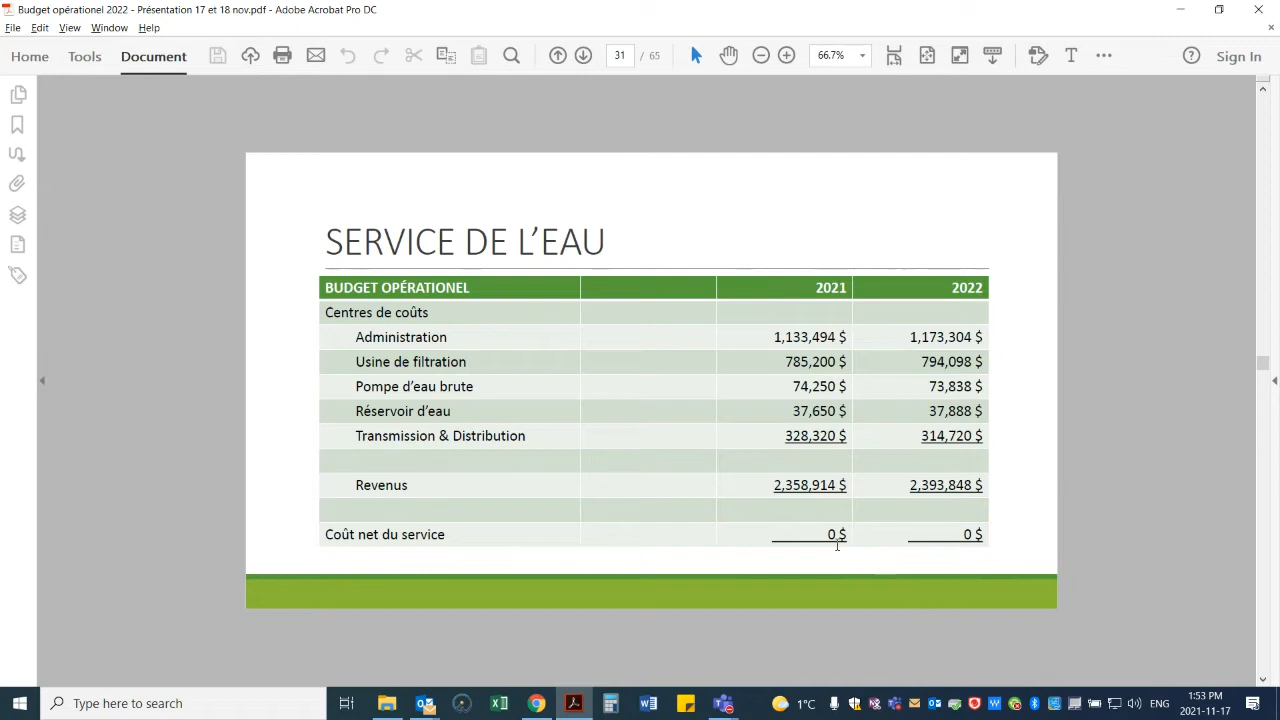 Budget opérationel 2022 - Présentation 17 et 18 nov.pdf - Adobe Acrobat Pro DC
File Edit View Window Help
Home Tools Document 31 / 65 66.7% Sign In
SERVICE DE L’EAU
BUDGET OPÉRATIONEL 2021 2022
Centres de coûts
Administration 1,133,494 $ 1,173,304 $
Usine de filtration 785,200 $ 794,098 $
Pompe d’eau brute 74,250 $ 73,838 $
Réservoir d’eau 37,650 $ 37,888 $
Transmission & Distribution 328,320 $ 314,720 $
Revenus 2,358,914 $ 2,393,848 $
Coût net du service 0 $ 0 $
Type here to search 1°C ENG 1:53 PM
2021-11-17